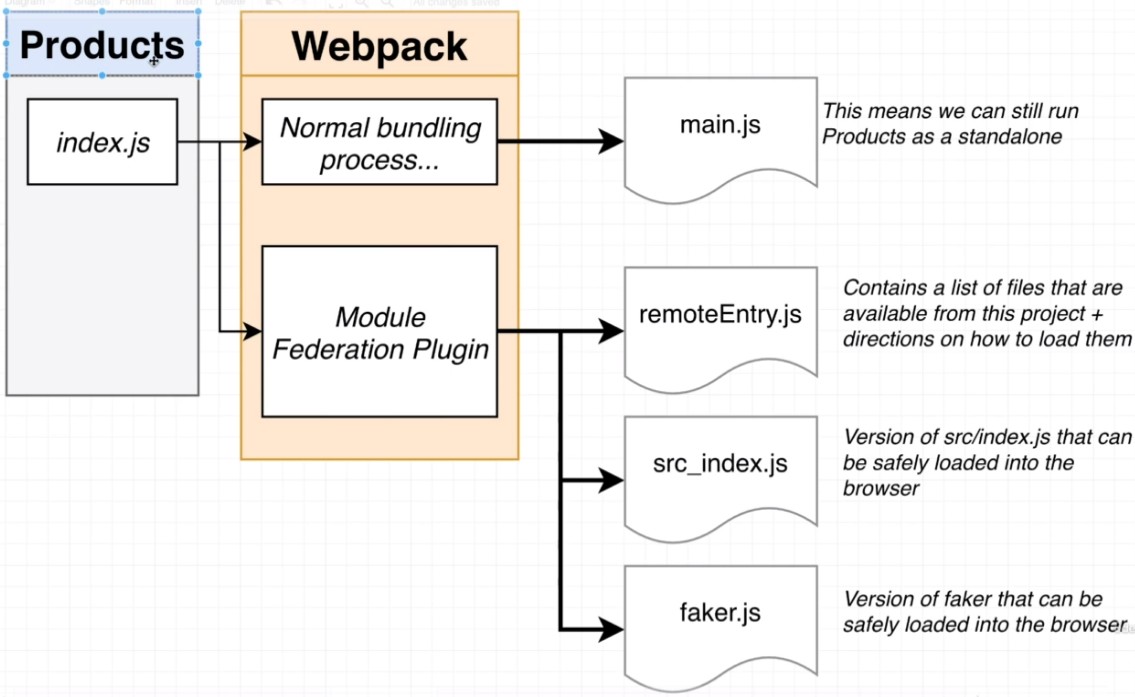 Products
Webpack
index.js
Normal bundling
process...
main.js
This means we can still run
Products as a standalone
Module
Federation Plugin
remoteEntry.js
Contains a list of files that are
available from this project +
directions on how to load them
src_index.js
Version of src/index.js that can
be safely loaded into the
browser
faker.js
Version of faker that can be
safely loaded into the browser